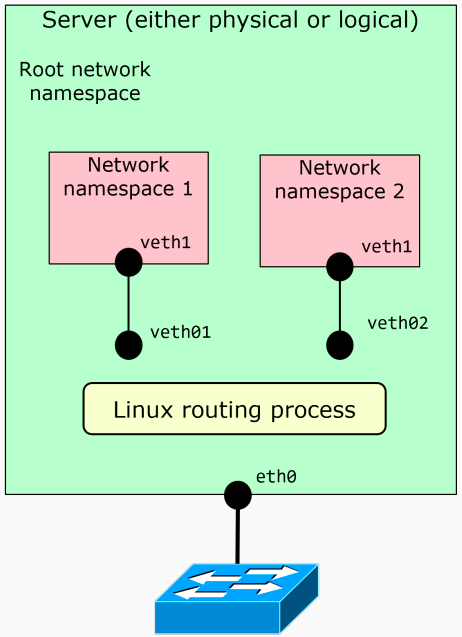 Server (either physical or logical)
Root network
namespace
Network
namespace 1
Network
namespace 2
veth1
veth1
veth01
veth02
Linux routing process
eth0